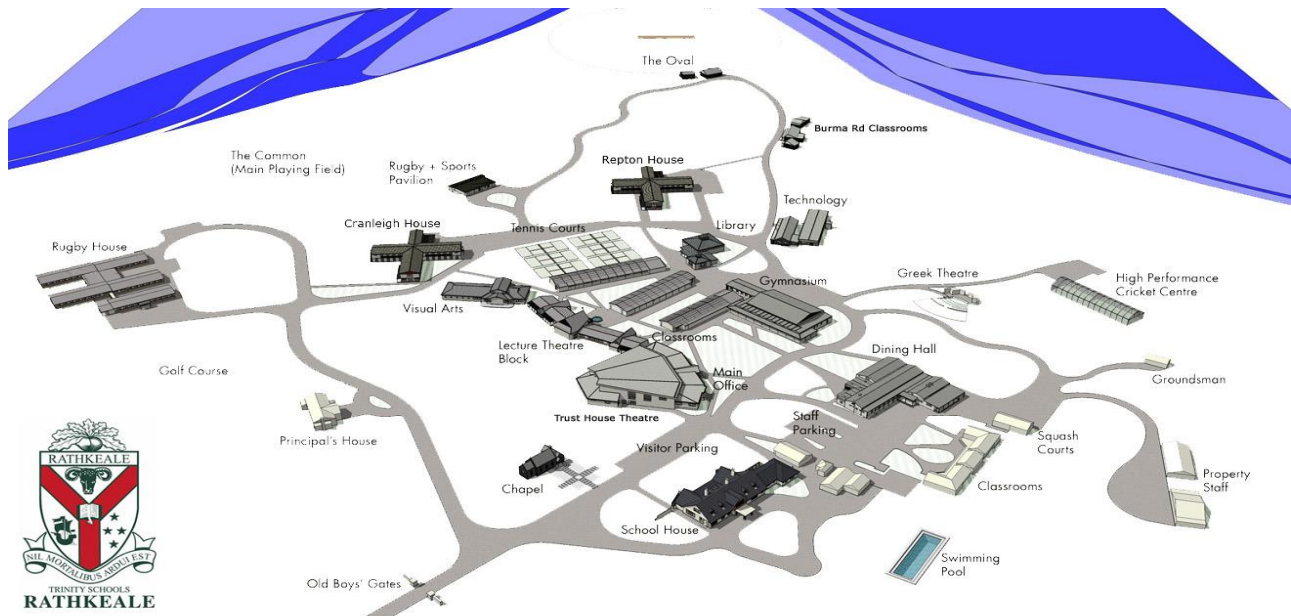 The Oval
Burma Rd Classrooms
The Common
(Main Playing Field)
Rugby + Sports
Pavilion
Repton House
Technology
Cranleigh House
Tennis Courts
Library
Rugby House
Greek Theatre
High Performance
Cricket Centre
Gymnasium
Visual Arts
Lecture Theatre
Block
Classrooms
Dining Hall
Golf Course
Main
Office
Groundsman
Principal's House
Trust House Theatre
Staff
Parking
Squash
Courts
Visitor Parking
Chapel
Classrooms
Property
Staff
School House
Swimming
Pool
Old Boys' Gates
RATHKEALE
NIL MORTALIBUS ARDUI EST
TRINITY SCHOOLS
RATHKEALE